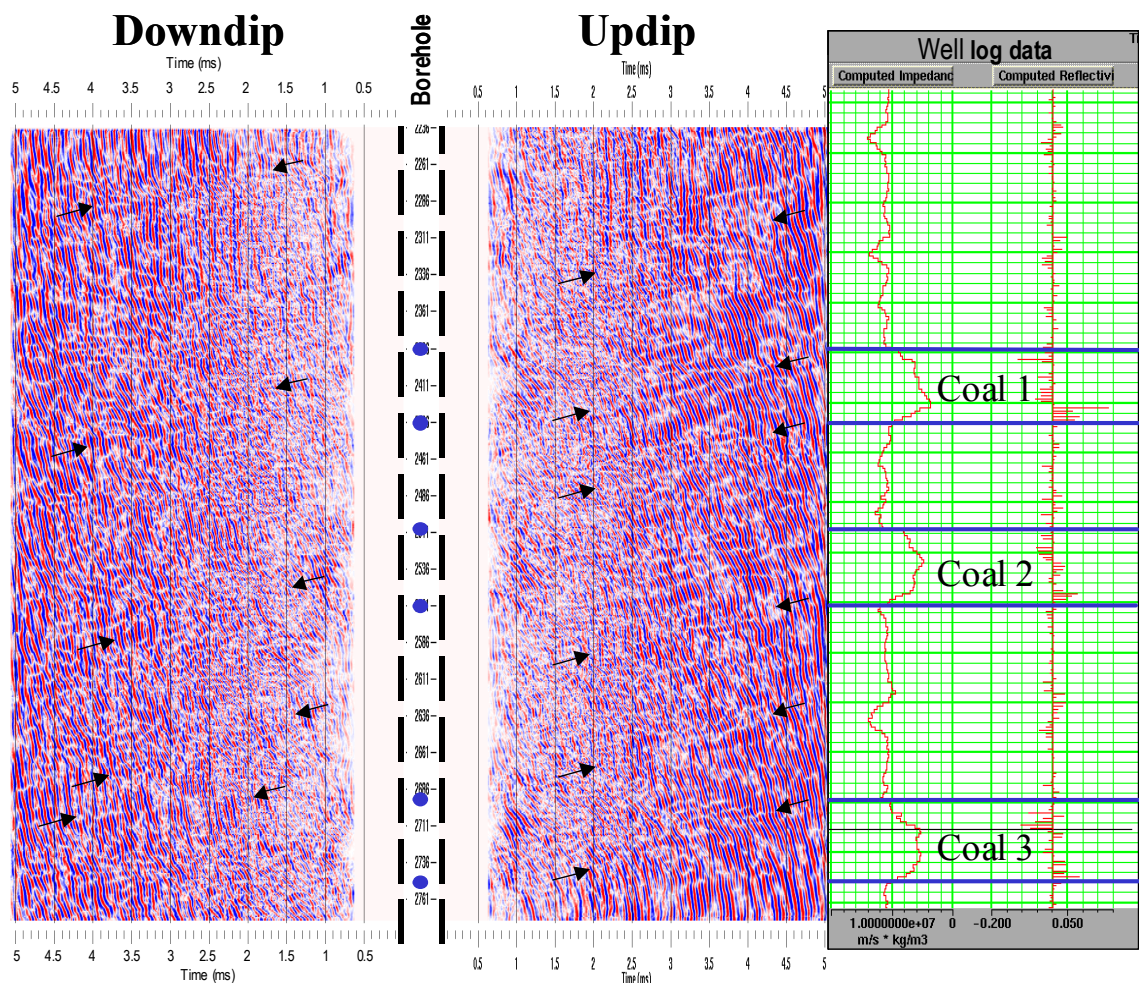 Downdip
Time (ms)
5 4.5 4 3.5 3 2.5 2 1.5 1 0.5
Borehole
Updip
Time (ms)
0.5 1 1.5 2 2.5 3 3.5 4 4.5 5
Well log data
Computed Impedanc
Computed Reflectivi
2236
2261
2286
2311
2336
2361
2411
2461
2486
2536
2586
2611
2636
2661
2686
2711
2736
2761
Coal 1
Coal 2
Coal 3
1.0000000e+07 0 -0.200 0.050
m/s * kg/m3
5 4.5 4 3.5 3 2.5 2 1.5 1 0.5
Time (ms)
0.5 1 1.5 2 2.5 3 3.5 4 4.5 5
Time (ms)